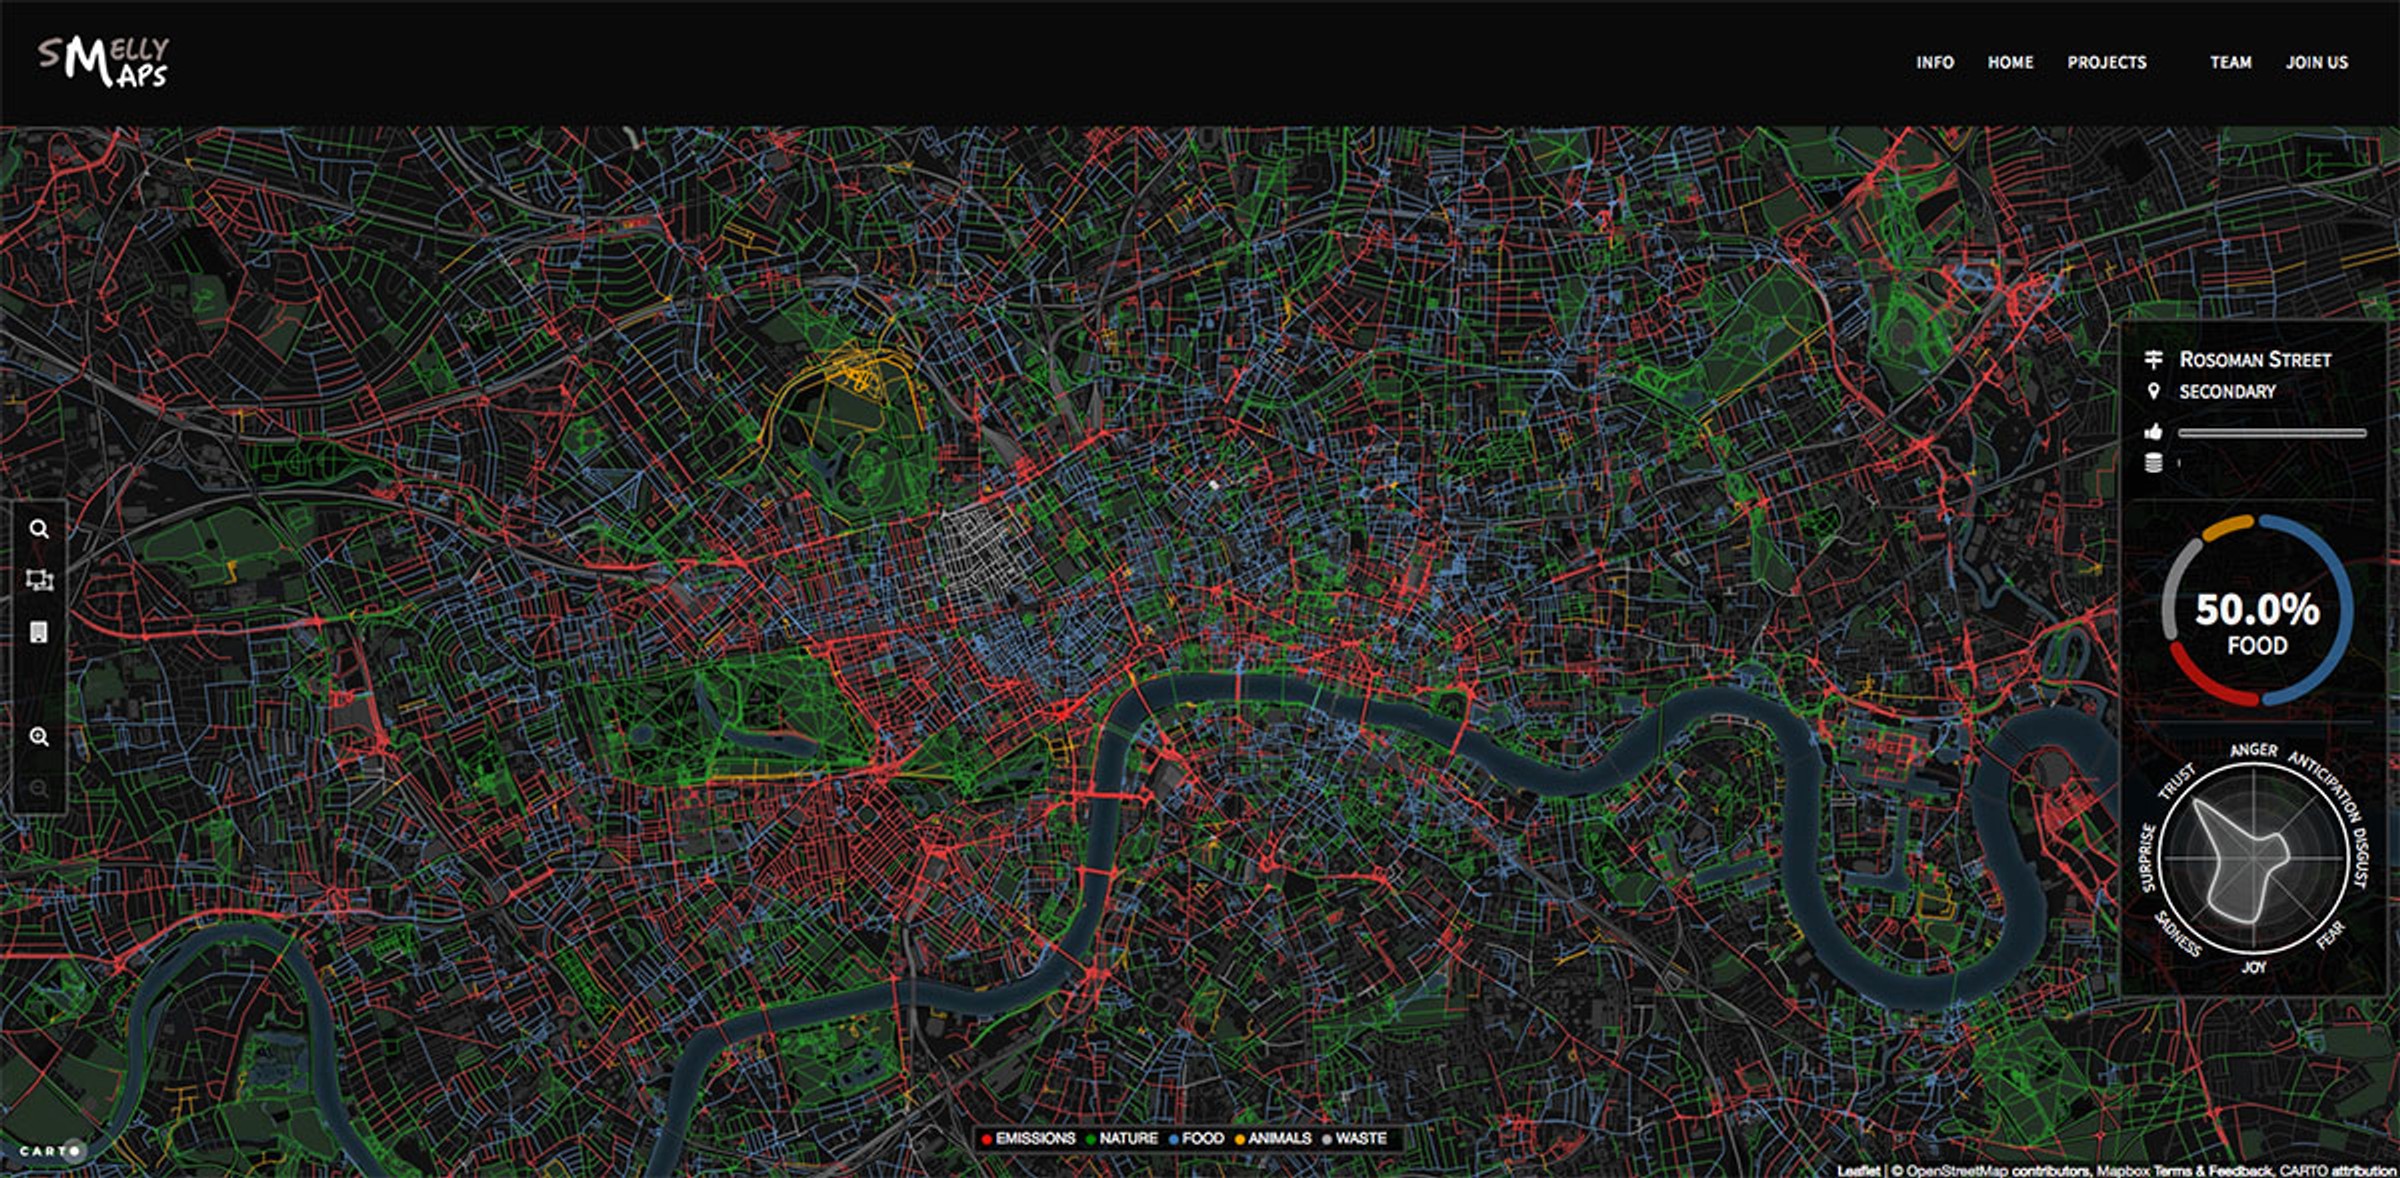 SMELLY MAPS
INFO HOME PROJECTS TEAM JOIN US
ROSOMAN STREET
SECONDARY
50.0%
FOOD
ANGER
ANTICIPATION
DISGUST
FEAR
JOY
SADNESS
SURPRISE
TRUST
EMISSIONS NATURE FOOD ANIMALS WASTE
CARTO
Leaflet | © OpenStreetMap contributors, Mapbox Terms & Feedback, CARTO attribution